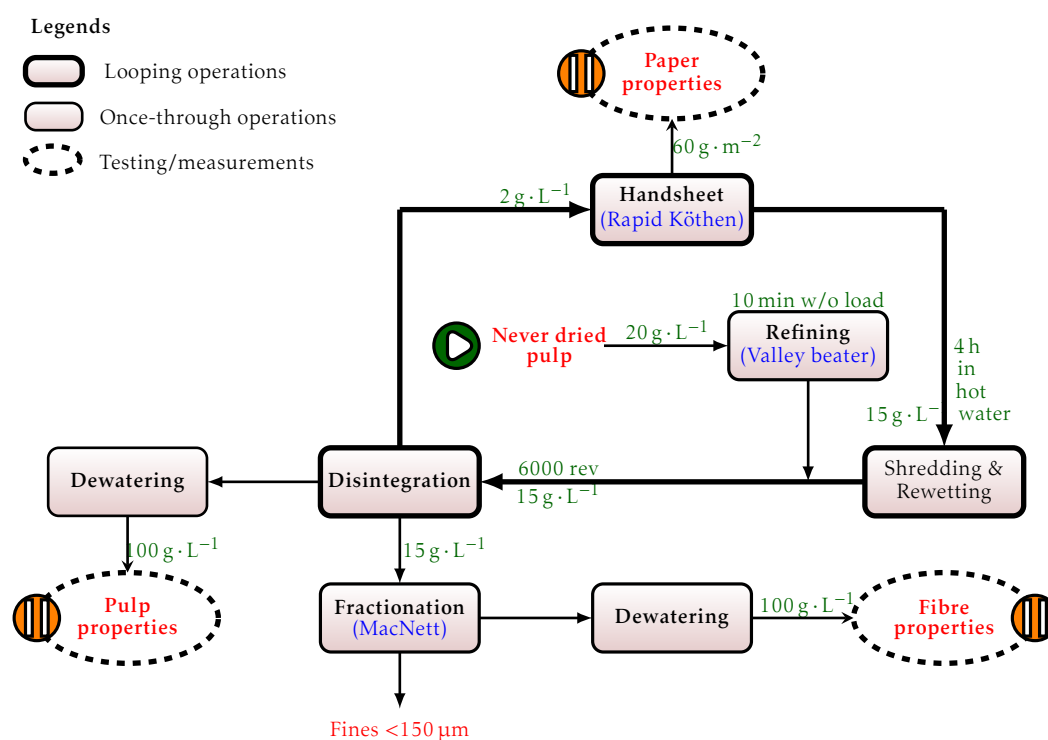 Legends
Looping operations
Once-through operations
Testing/measurements
Paper
properties
60 g · m⁻²
2 g · L⁻¹
Handsheet
(Rapid Köthen)
10 min w/o load
Never dried
pulp
20 g · L⁻¹
Refining
(Valley beater)
4 h
in
hot
water
15 g · L⁻
Dewatering
Disintegration
6000 rev
15 g · L⁻¹
Shredding &
Rewetting
100 g · L⁻¹
15 g · L⁻¹
Pulp
properties
Fractionation
(MacNett)
Dewatering
100 g · L⁻¹
Fibre
properties
Fines <150 µm